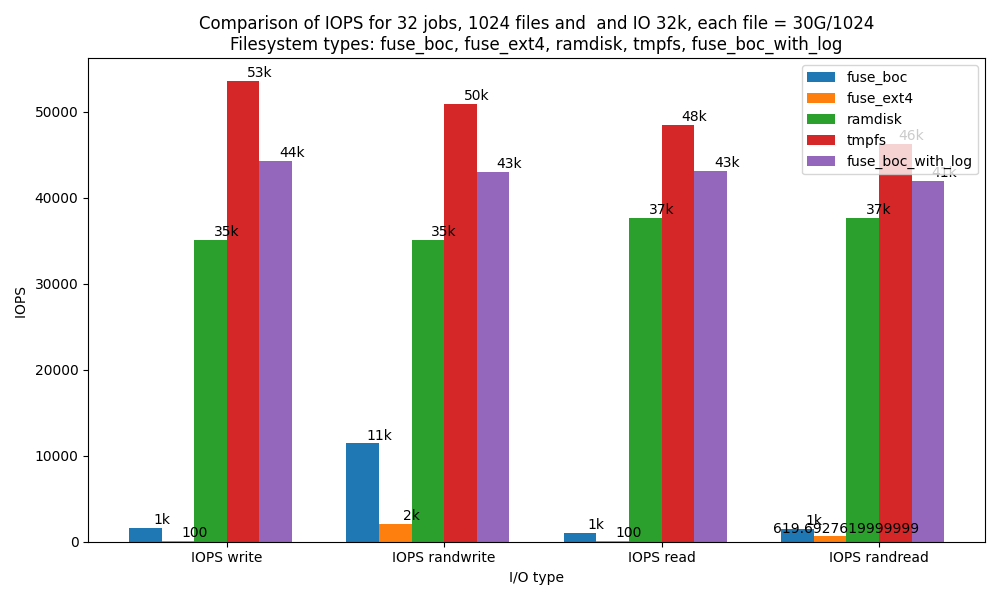 Comparison of IOPS for 32 jobs, 1024 files and  and IO 32k, each file = 30G/1024
Filesystem types: fuse_boc, fuse_ext4, ramdisk, tmpfs, fuse_boc_with_log
fuse_boc
fuse_ext4
ramdisk
tmpfs
fuse_boc_with_log
IOPS
50000
40000
30000
20000
10000
0
1k
100
35k
53k
44k
11k
2k
35k
50k
43k
1k
100
37k
48k
43k
1k
619.6927619999999
37k
46k
41k
IOPS write
IOPS randwrite
IOPS read
IOPS randread
I/O type